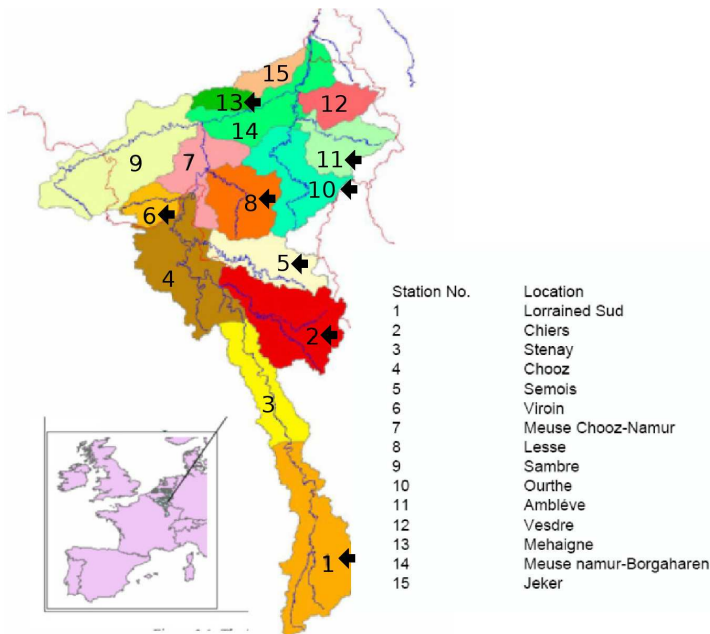 15
13
12
14
9
7
11
8
10
6
5
4
2
3
1
Station No. Location
1 Lorrained Sud
2 Chiers
3 Stenay
4 Chooz
5 Semois
6 Viroin
7 Meuse Chooz-Namur
8 Lesse
9 Sambre
10 Ourthe
11 Ambléve
12 Vesdre
13 Mehaigne
14 Meuse namur-Borgaharen
15 Jeker